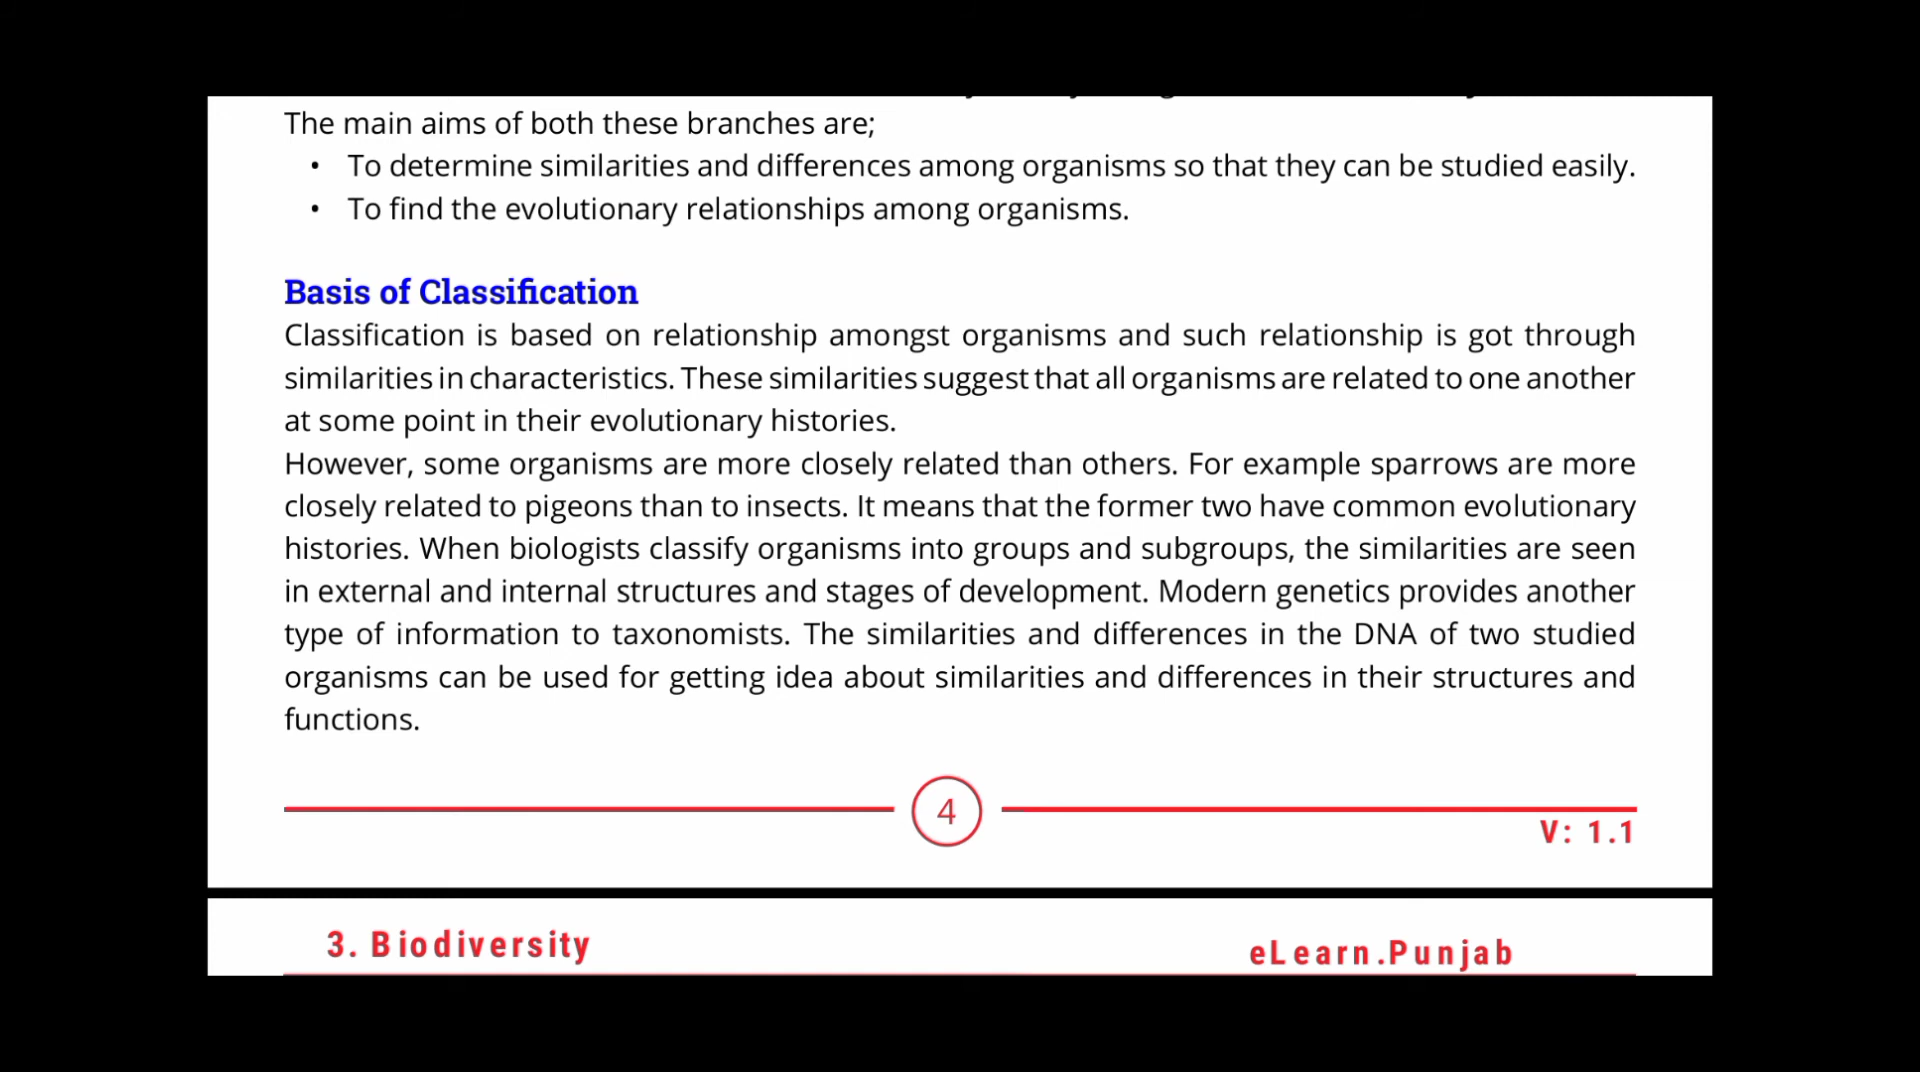 The main aims of both these branches are;
• To determine similarities and differences among organisms so that they can be studied easily.
• To find the evolutionary relationships among organisms.
Basis of Classification
Classification is based on relationship amongst organisms and such relationship is got through
similarities in characteristics. These similarities suggest that all organisms are related to one another
at some point in their evolutionary histories.
However, some organisms are more closely related than others. For example sparrows are more
closely related to pigeons than to insects. It means that the former two have common evolutionary
histories. When biologists classify organisms into groups and subgroups, the similarities are seen
in external and internal structures and stages of development. Modern genetics provides another
type of information to taxonomists. The similarities and differences in the DNA of two studied
organisms can be used for getting idea about similarities and differences in their structures and
functions.
4
V: 1.1
3. Biodiversity
eLearn.Punjab